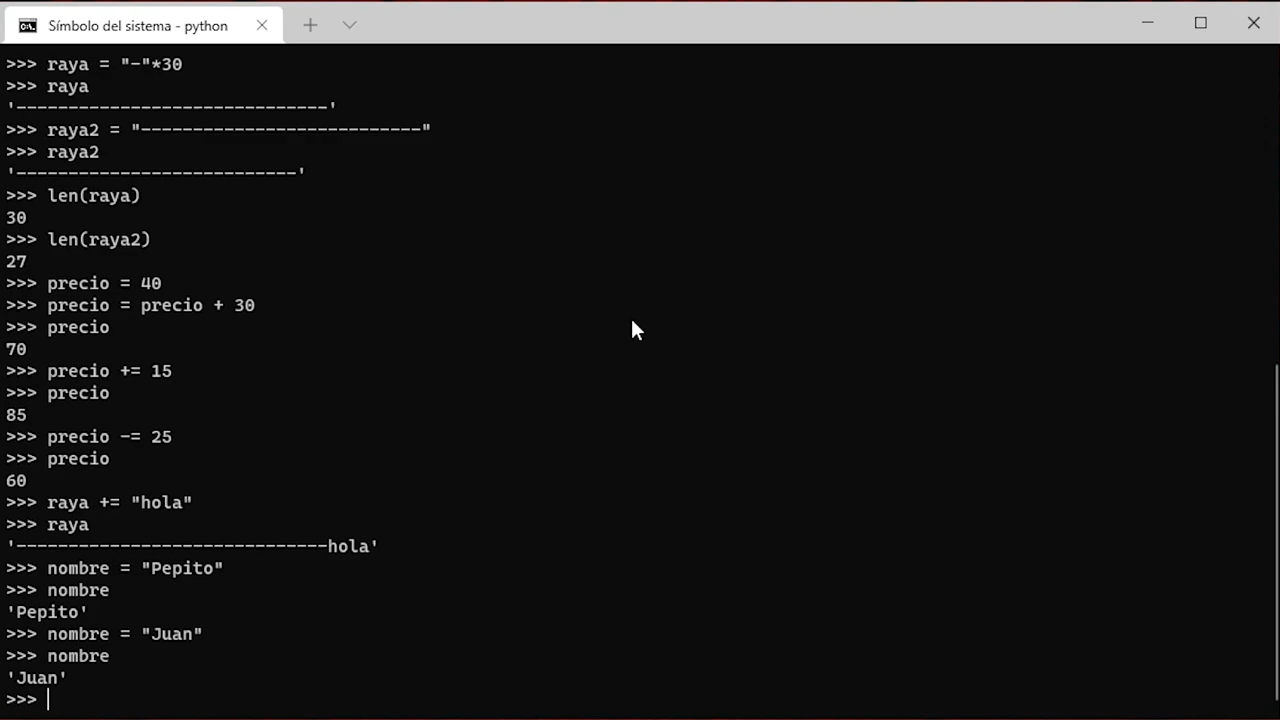 Símbolo del sistema - python
>>> raya = "-"*30
>>> raya
'------------------------------'
>>> raya2 = "---------------------------"
>>> raya2
'---------------------------'
>>> len(raya)
30
>>> len(raya2)
27
>>> precio = 40
>>> precio = precio + 30
>>> precio
70
>>> precio += 15
>>> precio
85
>>> precio -= 25
>>> precio
60
>>> raya += "hola"
>>> raya
'------------------------------hola'
>>> nombre = "Pepito"
>>> nombre
'Pepito'
>>> nombre = "Juan"
>>> nombre
'Juan'
>>>